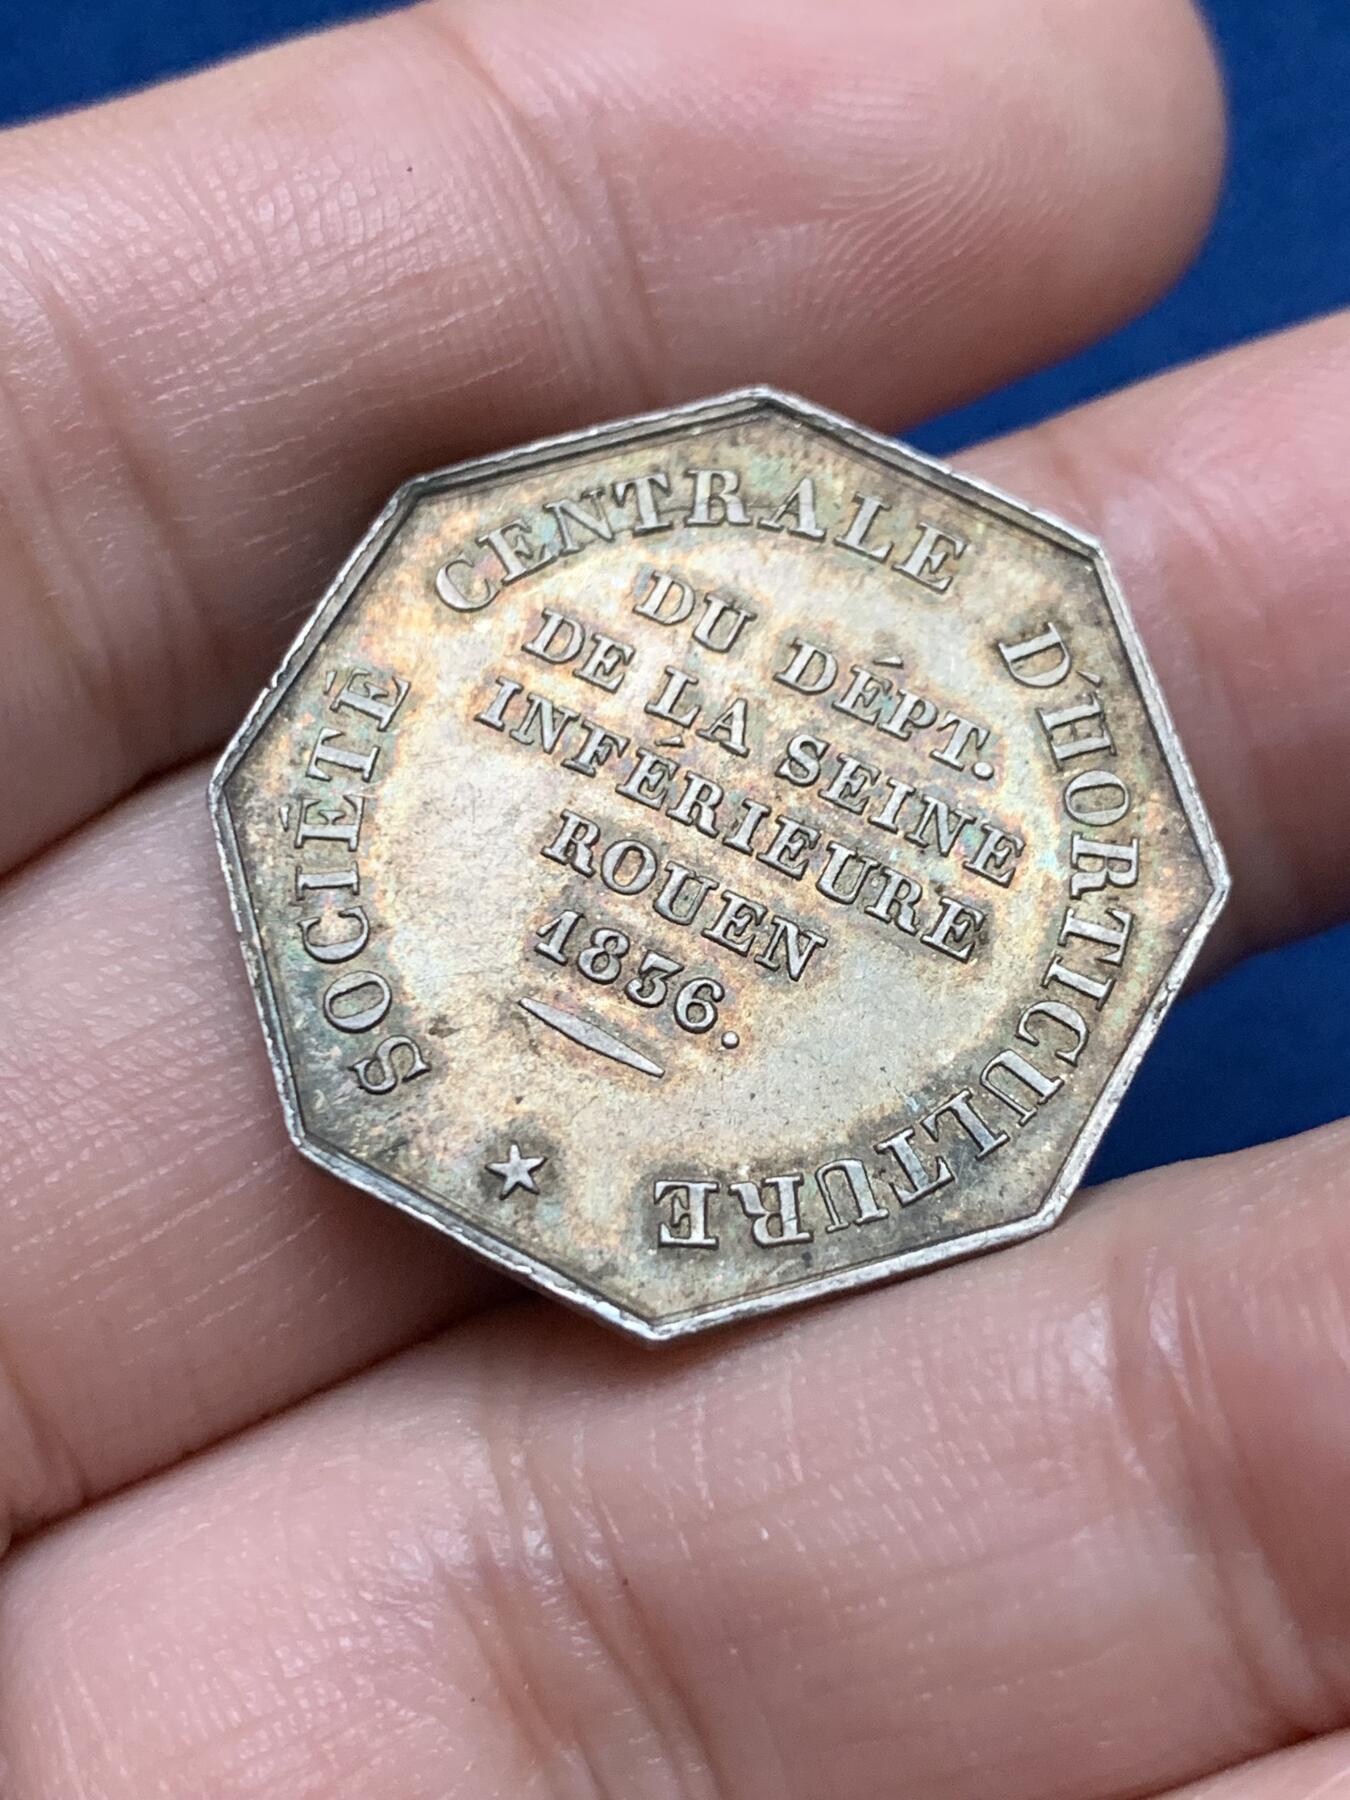 SOCIÉTÉ CENTRALE D'HORTICULTURE
DU DÉPT.
DE LA SEINE
INFÉRIEURE
ROUEN
1836.